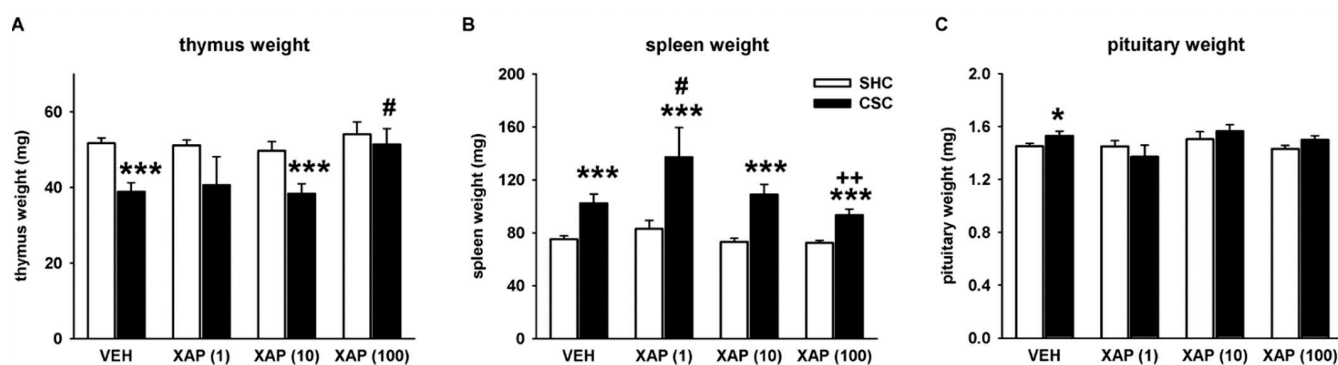 A
thymus weight
thymus weight (mg)
60
40
20
0
***
***
#
VEH
XAP (1)
XAP (10)
XAP (100)
B
spleen weight
spleen weight (mg)
200
160
120
80
40
0
***
#
***
***
++
***
SHC
CSC
VEH
XAP (1)
XAP (10)
XAP (100)
C
pituitary weight
pituitary weight (mg)
2.0
1.6
1.2
0.8
0.4
0.0
*
VEH
XAP (1)
XAP (10)
XAP (100)